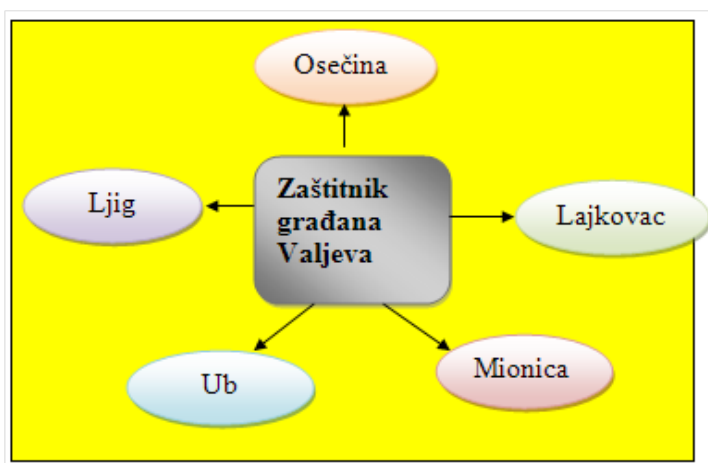 Osečina
Ljig
Zaštitnik
građana
Valjeva
Lajkovac
Ub
Mionica